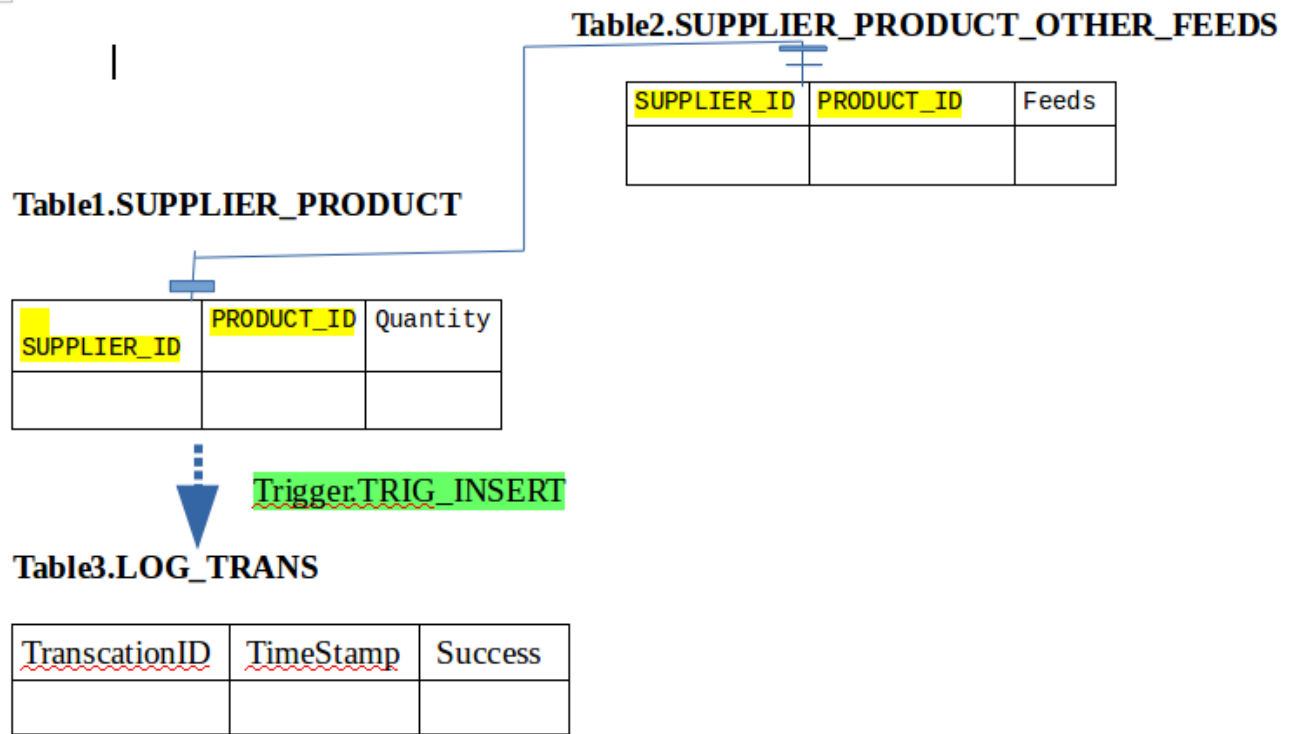 Table2.SUPPLIER_PRODUCT_OTHER_FEEDS
SUPPLIER_ID PRODUCT_ID Feeds
Table1.SUPPLIER_PRODUCT
SUPPLIER_ID PRODUCT_ID Quantity
Trigger.TRIG_INSERT
Table3.LOG_TRANS
TranscationID TimeStamp Success